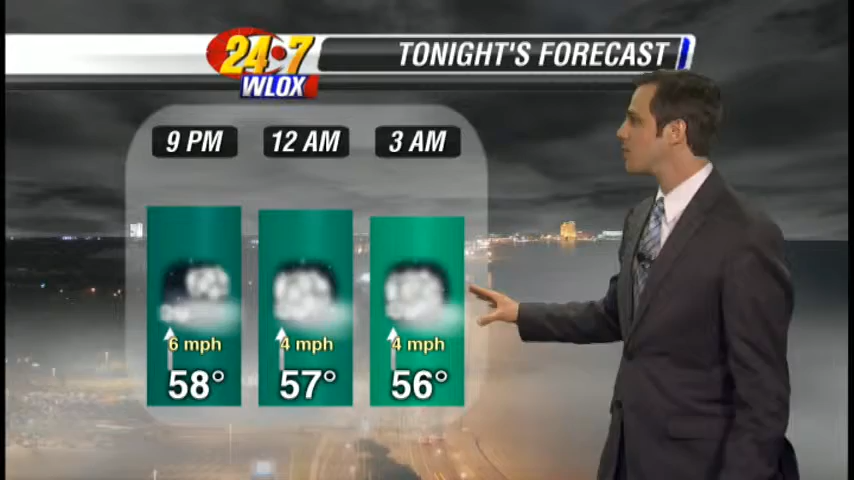 24·7
WLOX
TONIGHT'S FORECAST
9 PM 12 AM 3 AM
6 mph 4 mph 4 mph
58° 57° 56°